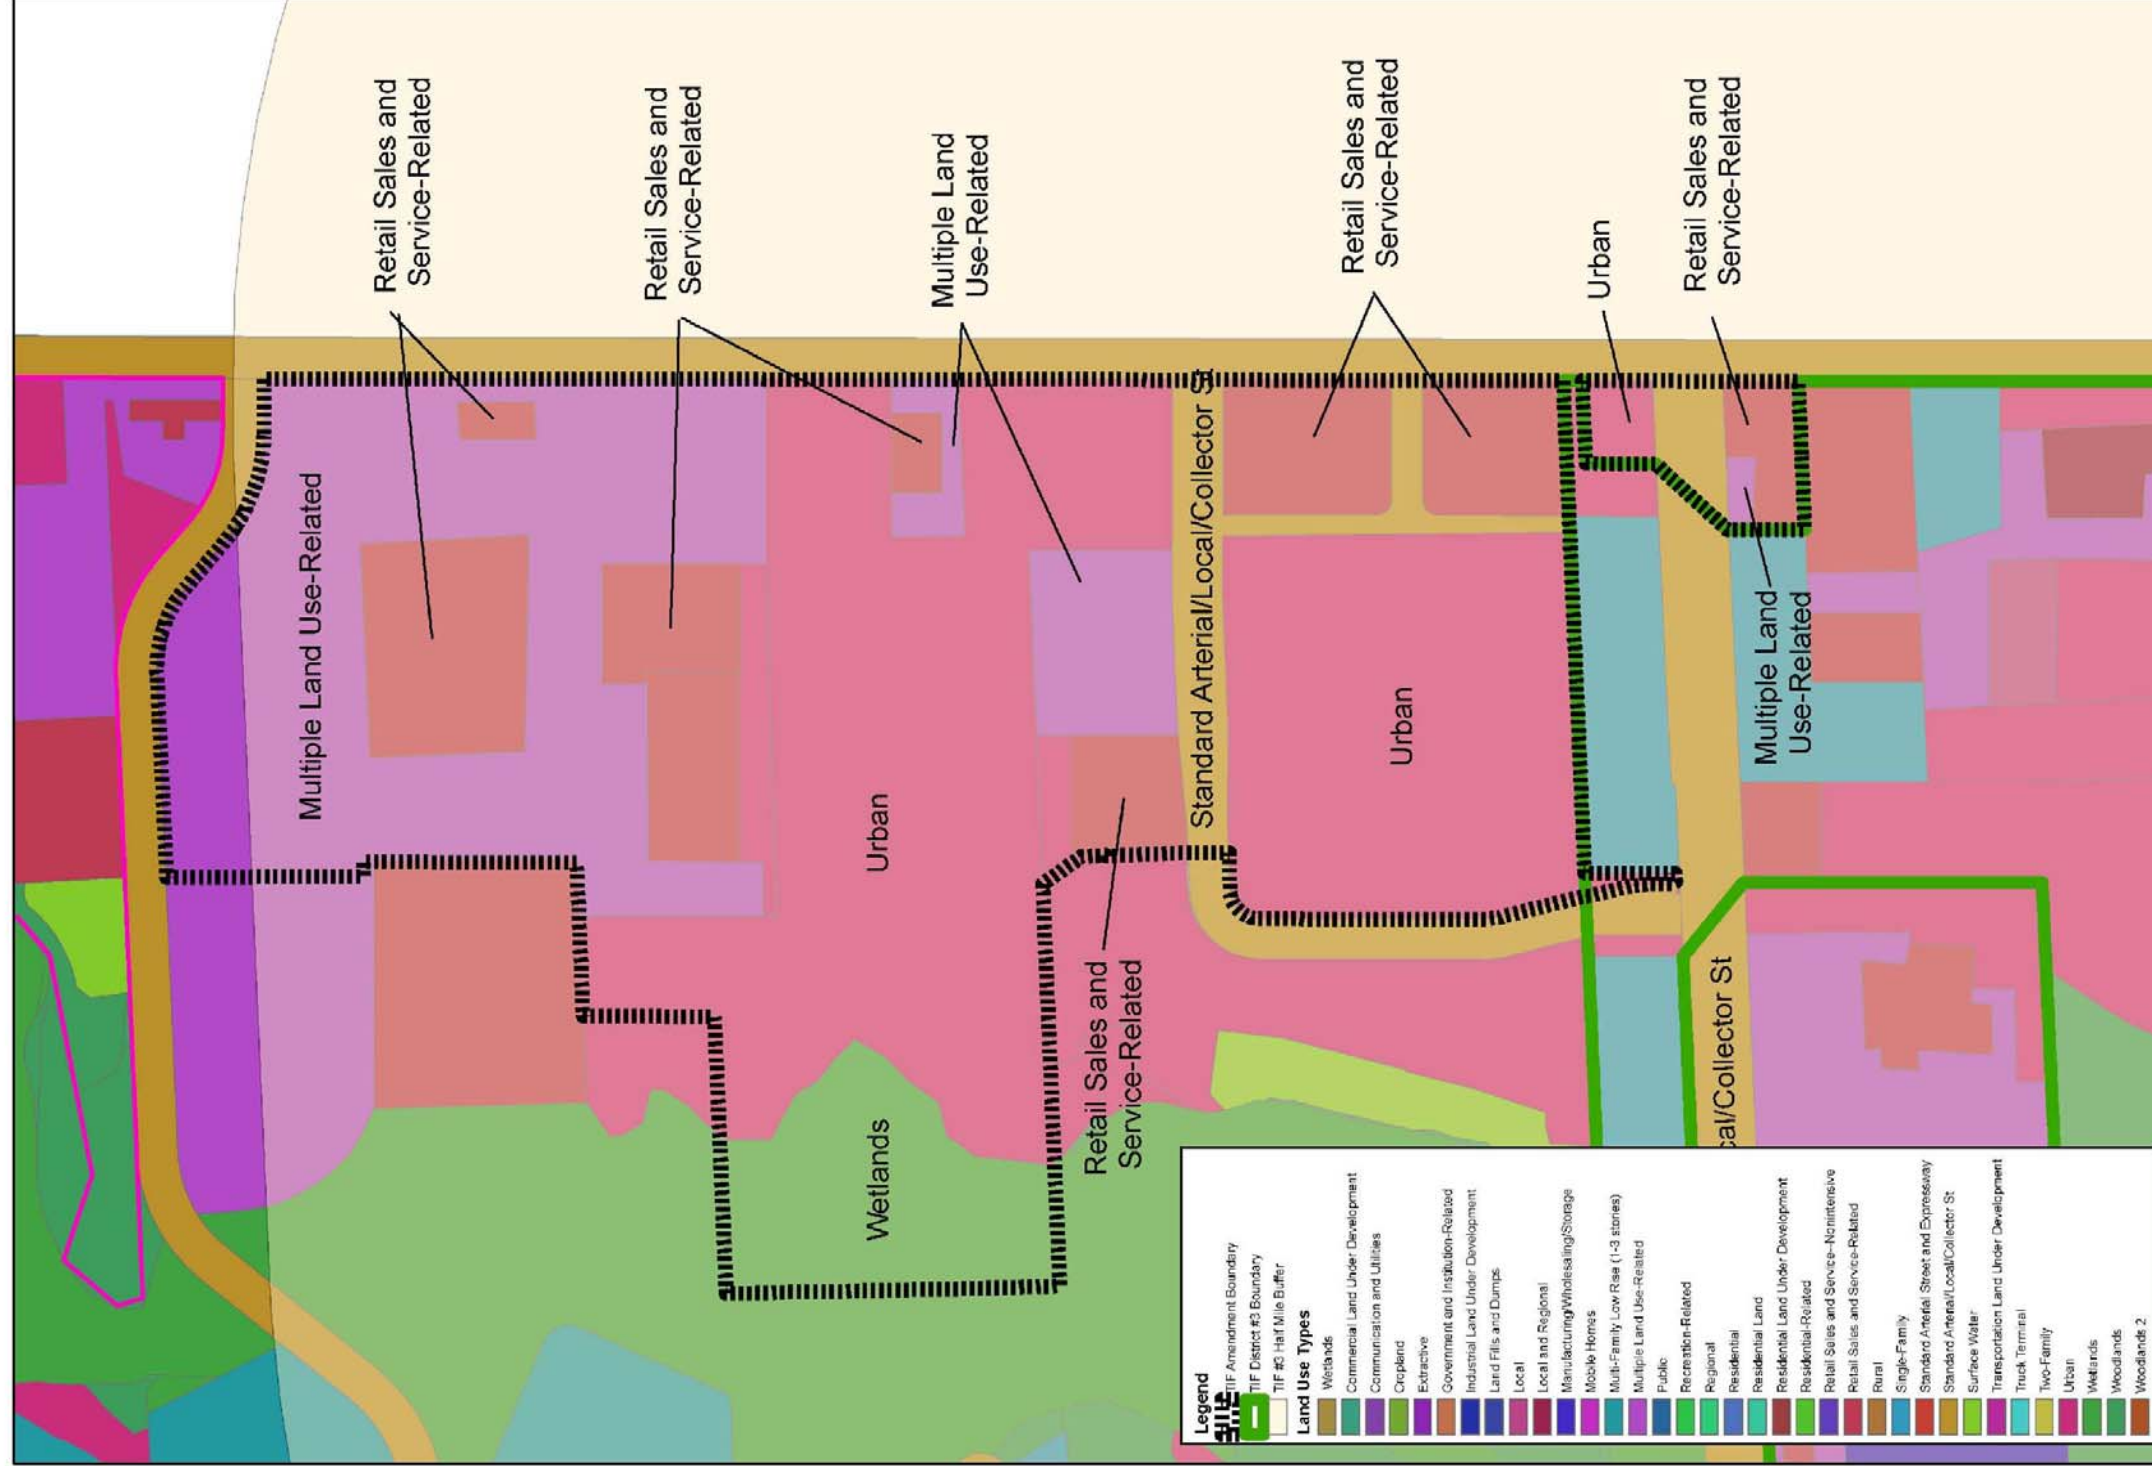 Retail Sales and
Service-Related
Retail Sales and
Service-Related
Multiple Land
Use-Related
Retail Sales and
Service-Related
Urban
Retail Sales and
Service-Related
Multiple Land Use-Related
Urban
Standard Arterial/Local/Collector St
Urban
Multiple Land
Use-Related
Wetlands
Retail Sales and
Service-Related
cal/Collector St
Legend
TIF Amendment Boundary
TIF District #3 Boundary
TIF #3 Half Mile Buffer
Land Use Types
Wetlands
Commercial Land Under Development
Communication and Utilities
Cropland
Extractive
Government and Institution-Related
Industrial Land Under Development
Land Fills and Dumps
Local
Local and Regional
Manufacturing/Wholesaling/Storage
Mobile Homes
Multi-Family Low Rise (1-3 stories)
Multiple Land Use-Related
Public
Recreation-Related
Regional
Residential
Residential Land
Residential Land Under Development
Residential-Related
Retail Sales and Service--Nonintensive
Retail Sales and Service-Related
Rural
Single-Family
Standard Arterial Street and Expressway
Standard Arterial/Local/Collector St
Surface Water
Transportation Land Under Development
Truck Terminal
Two-Family
Urban
Wetlands
Woodlands
Woodlands 2